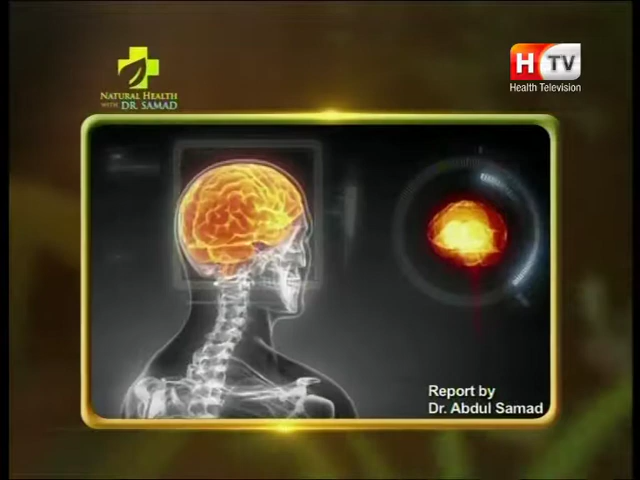 NATURAL HEALTH
WITH DR. SAMAD
H TV
Health Television
Report by
Dr. Abdul Samad